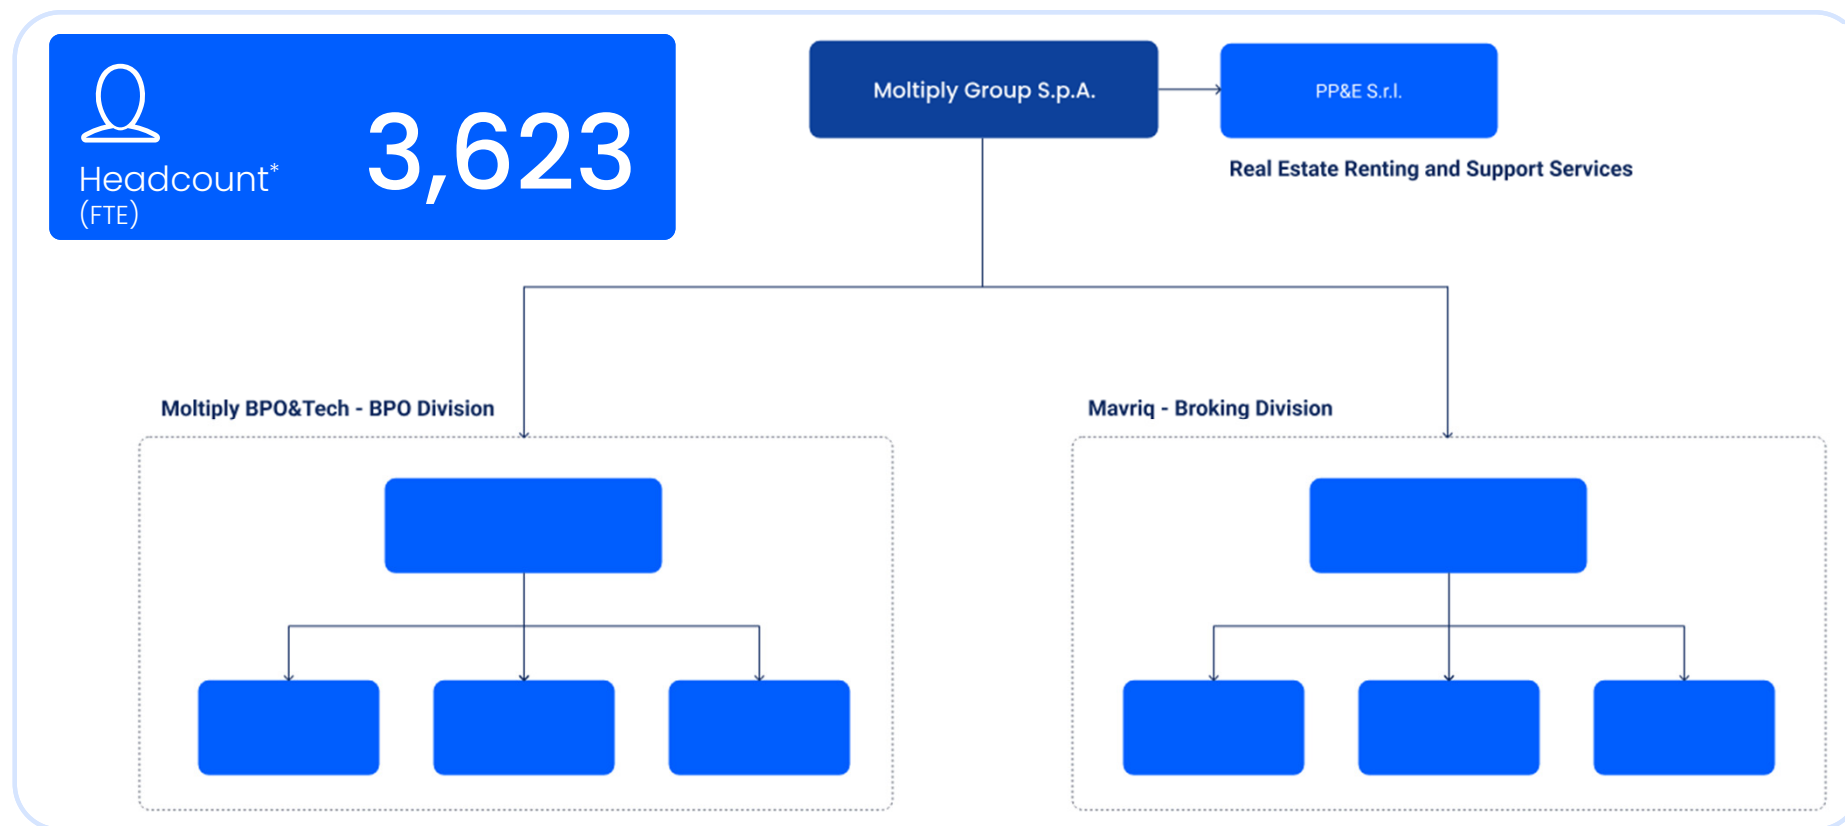 Headcount*
(FTE)
3,623
Moltiply Group S.p.A.
PP&E S.r.l.
Real Estate Renting and Support Services
Moltiply BPO&Tech - BPO Division
Mavriq - Broking Division